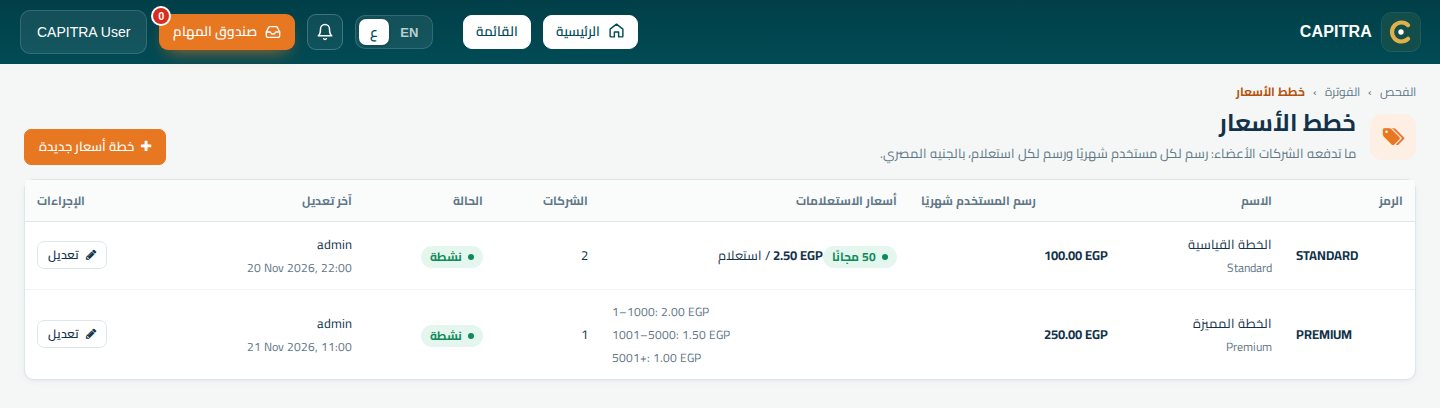 CAPITRA
الرئيسية
القائمة
EN
ع
صندوق المهام
0
CAPITRA User
الفحص › الفوترة › خطط الأسعار
خطط الأسعار
ما تدفعه الشركات الأعضاء: رسم لكل مستخدم شهريًا ورسم لكل استعلام، بالجنيه المصري.
خطة أسعار جديدة
الرمز الاسم رسم المستخدم شهريًا أسعار الاستعلامات الشركات الحالة آخر تعديل الإجراءات
STANDARD
الخطة القياسية
Standard
100.00 EGP
50 مجانًا 2.50 EGP / استعلام
2
نشطة
admin
20 Nov 2026, 22:00
تعديل
PREMIUM
الخطة المميزة
Premium
250.00 EGP
1–1000: 2.00 EGP
1001–5000: 1.50 EGP
5001+: 1.00 EGP
1
نشطة
admin
21 Nov 2026, 11:00
تعديل